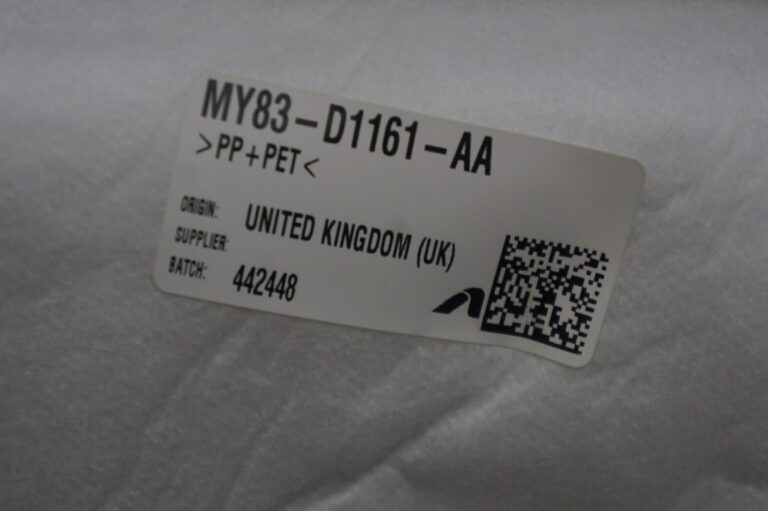 MY83-D1161-AA
>PP+PET<
ORIGIN: UNITED KINGDOM (UK)
SUPPLIER:
BATCH: 442448